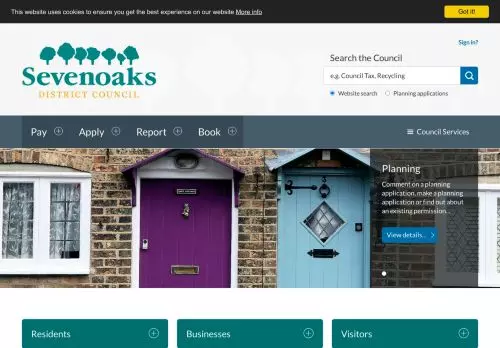 This website uses cookies to ensure you get the best experience on our website More info
Got it!
Sevenoaks
DISTRICT COUNCIL
Sign in?
Search the Council
e.g. Council Tax, Recycling
Website search
Planning applications
Pay
Apply
Report
Book
Council Services
Planning
Comment on a planning
application, make a planning
application or find out about
an existing permission...
View details...
Residents
Businesses
Visitors